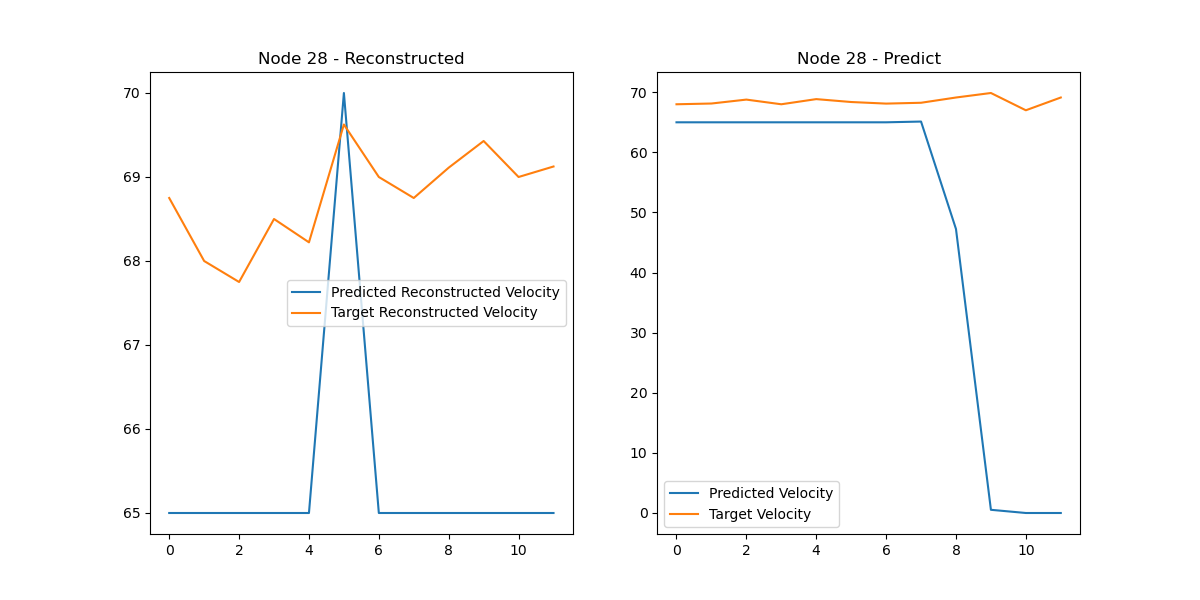 Node 28 - Reconstructed
70
69
68
67
66
65
0 2 4 6 8 10
Predicted Reconstructed Velocity
Target Reconstructed Velocity
Node 28 - Predict
70
60
50
40
30
20
10
0
0 2 4 6 8 10
Predicted Velocity
Target Velocity